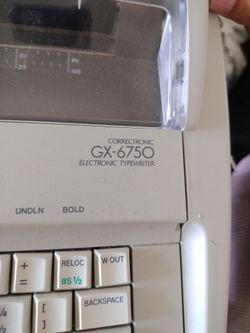 CORRECTRONIC
GX-6750
ELECTRONIC TYPEWRITER
UNDLN BOLD
+
=
RELOC
BS ½
W OUT
[
]
BACKSPACE